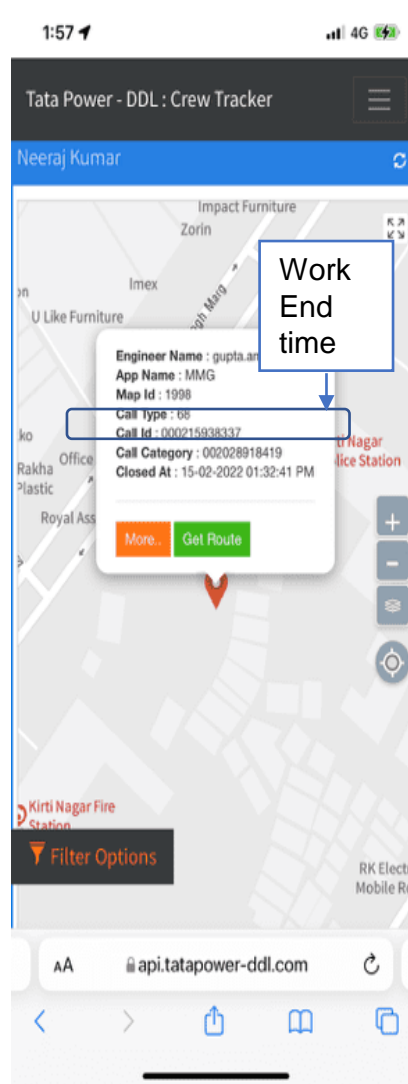 1:57
4G
Tata Power - DDL : Crew Tracker
Neeraj Kumar
Impact Furniture
Zorin
Work
End
time
Imex
U Like Furniture
Engineer Name : gupta.an
App Name : MMG
Map Id : 1998
Call Type : 68
Call Id : 000215938337
Call Category : 002028918419
Closed At : 15-02-2022 01:32:41 PM
More..
Get Route
Nagar
lice Station
ko
Rakha
Office
Plastic
Royal Ass
+
-
Kirti Nagar Fire
Station
Filter Options
RK Elect
Mobile R
AA
api.tatapower-ddl.com